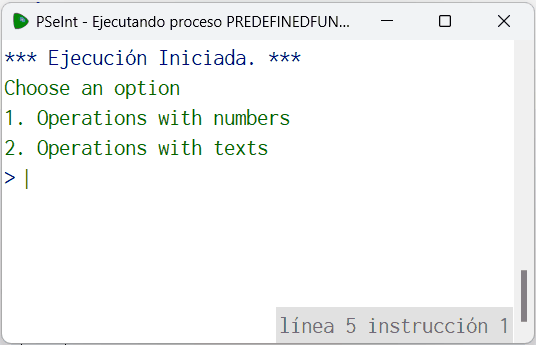 PSeInt - Ejecutando proceso PREDEFINEDFUN...
*** Ejecución Iniciada. ***
Choose an option
1. Operations with numbers
2. Operations with texts
>
línea 5 instrucción 1